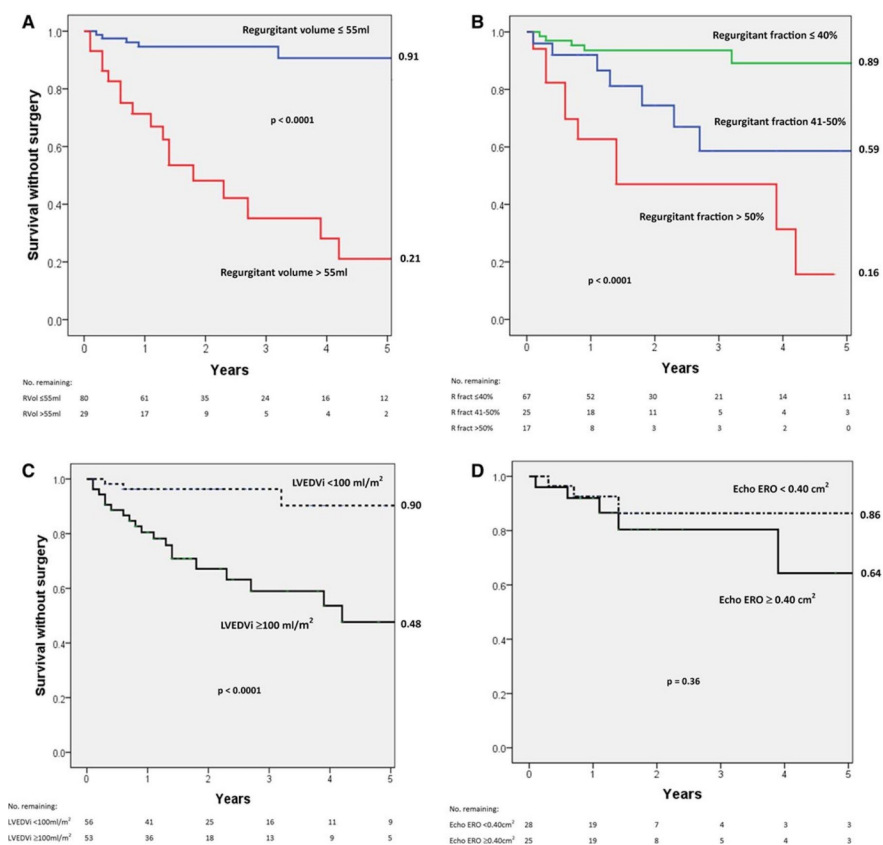 A
Regurgitant volume ≤ 55ml
1.0
0.91
0.8
p < 0.0001
0.6
0.4
0.2
0.21
Regurgitant volume > 55ml
0.0
Survival without surgery
0 1 2 3 4 5
Years
No. remaining:
RVol ≤55ml 80 61 35 24 16 12
RVol >55ml 29 17 9 5 4 2
B
Regurgitant fraction ≤ 40%
1.0
0.89
0.8
Regurgitant fraction 41-50%
0.6
0.59
0.4
Regurgitant fraction > 50%
0.2
0.16
p < 0.0001
0.0
0 1 2 3 4 5
Years
No. remaining:
R fract ≤40% 67 52 30 21 14 11
R fract 41-50% 25 18 11 5 4 3
R fract >50% 17 8 3 3 2 0
C
1.0
LVEDVi <100 ml/m²
0.90
0.8
0.6
LVEDVi ≥100 ml/m²
0.48
0.4
p < 0.0001
0.2
0.0
Survival without surgery
0 1 2 3 4 5
Years
No. remaining:
LVEDVi <100ml/m² 56 41 25 16 11 9
LVEDVi ≥100ml/m² 53 36 18 13 9 5
D
1.0
Echo ERO < 0.40 cm²
0.86
0.8
0.64
0.6
Echo ERO ≥ 0.40 cm²
0.4
p = 0.36
0.2
0.0
0 1 2 3 4 5
Years
No. remaining:
Echo ERO <0.40cm² 28 19 7 4 3 3
Echo ERO ≥0.40cm² 25 19 8 5 4 3